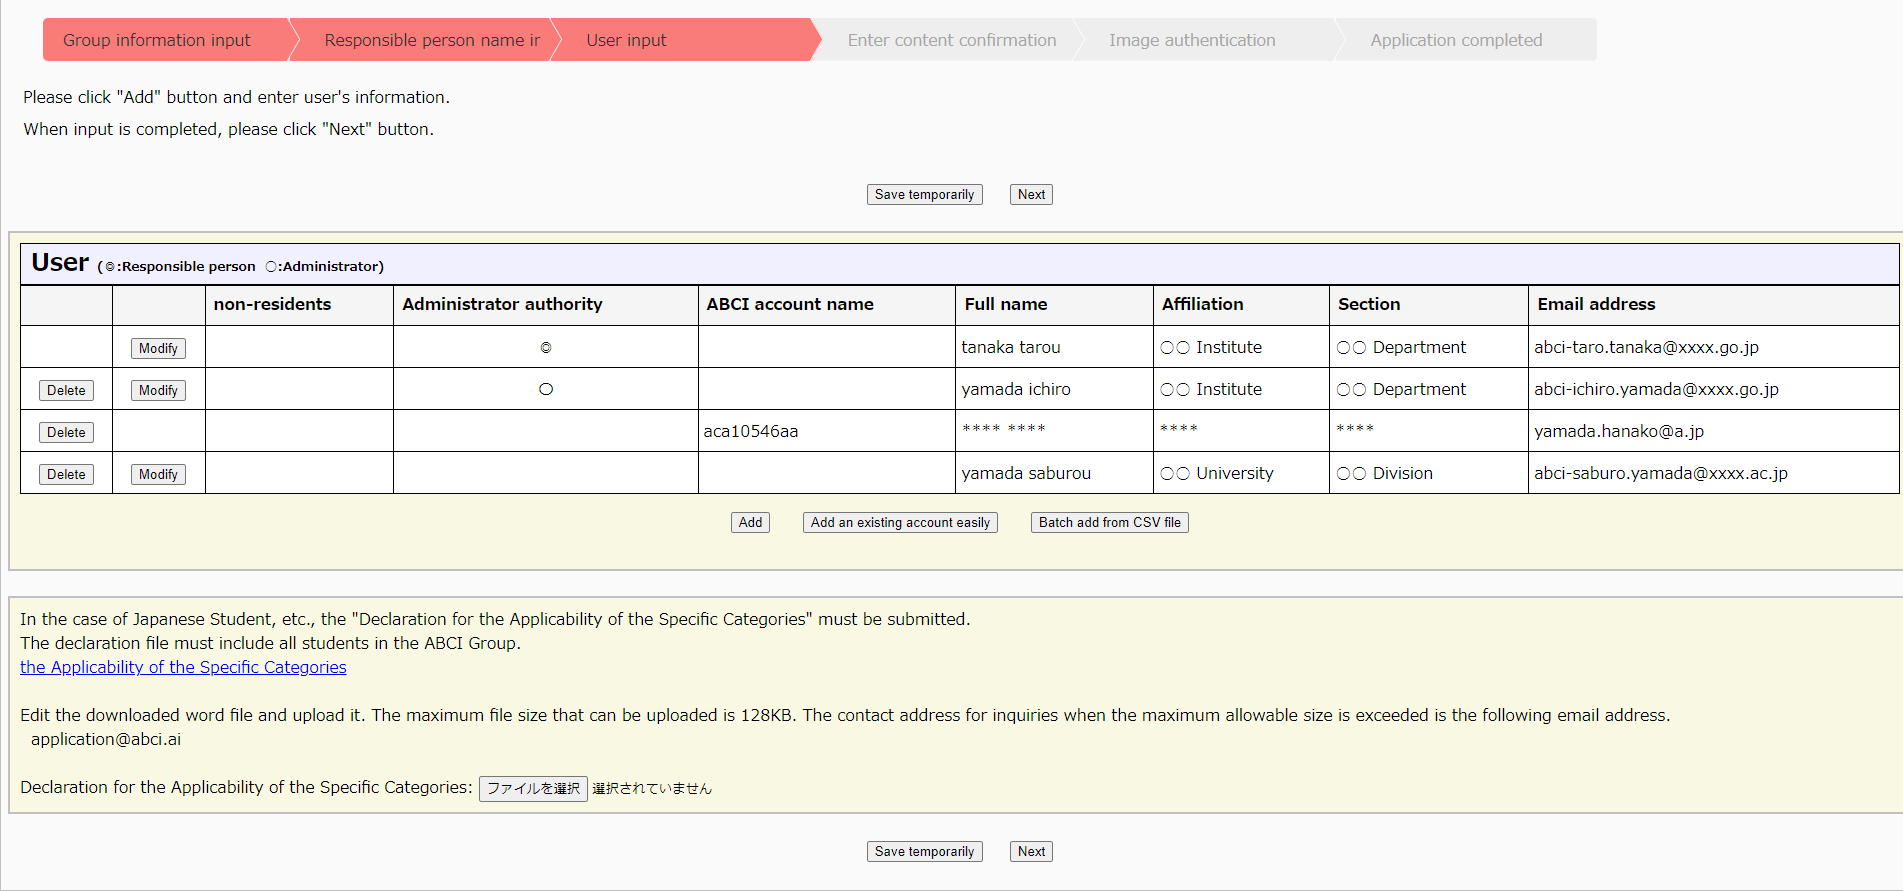 Group information input Responsible person name ir User input Enter content confirmation Image authentication Application completed
Please click "Add" button and enter user's information.
When input is completed, please click "Next" button.
Save temporarily Next
User (◎:Responsible person ○:Administrator)
non-residents Administrator authority ABCI account name Full name Affiliation Section Email address
Modify ◎ tanaka tarou ○○ Institute ○○ Department abci-taro.tanaka@xxxx.go.jp
Delete Modify ○ yamada ichiro ○○ Institute ○○ Department abci-ichiro.yamada@xxxx.go.jp
Delete aca10546aa **** **** **** **** yamada.hanako@a.jp
Delete Modify yamada saburou ○○ University ○○ Division abci-saburo.yamada@xxxx.ac.jp
Add Add an existing account easily Batch add from CSV file
In the case of Japanese Student, etc., the "Declaration for the Applicability of the Specific Categories" must be submitted.
The declaration file must include all students in the ABCI Group.
the Applicability of the Specific Categories
Edit the downloaded word file and upload it. The maximum file size that can be uploaded is 128KB. The contact address for inquiries when the maximum allowable size is exceeded is the following email address.
application@abci.ai
Declaration for the Applicability of the Specific Categories: ファイルを選択 選択されていません
Save temporarily Next